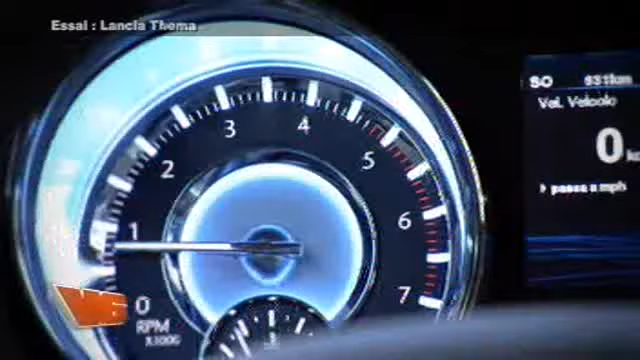 Essai : Lancia Thema
SO 931km
Vel. Veicolo
0 k
passa a mph
1
2
3
4
5
6
7
0
RPM
X1000